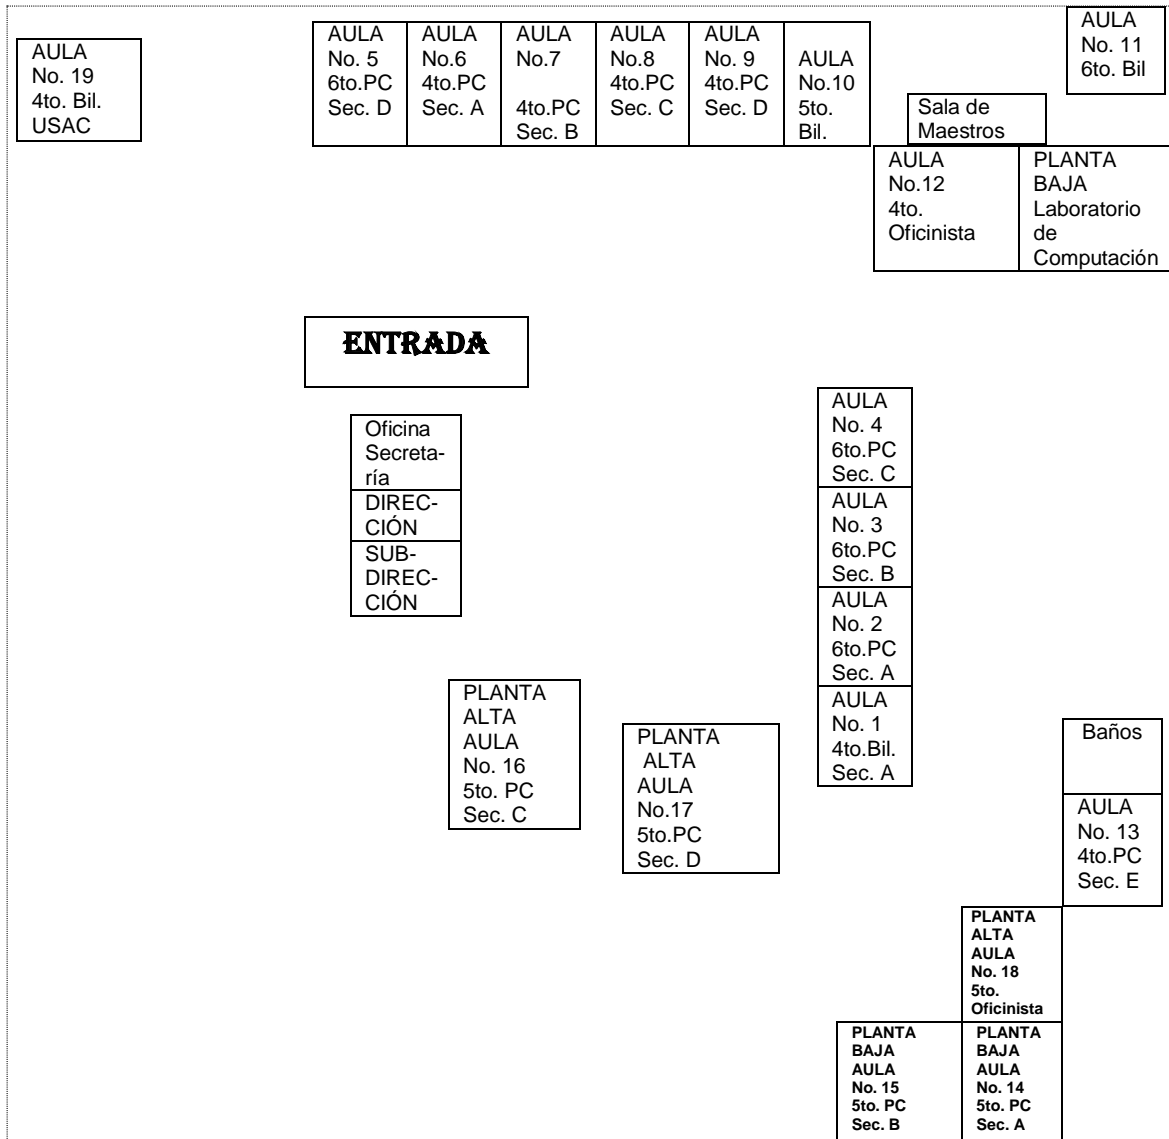 AULA
No. 19
4to. Bil.
USAC
AULA
No. 5
6to.PC
Sec. D
AULA
No.6
4to.PC
Sec. A
AULA
No.7
4to.PC
Sec. B
AULA
No.8
4to.PC
Sec. C
AULA
No. 9
4to.PC
Sec. D
AULA
No.10
5to.
Bil.
Sala de
Maestros
AULA
No. 11
6to. Bil
AULA
No.12
4to.
Oficinista
PLANTA
BAJA
Laboratorio
de
Computación
ENTRADA
Oficina
Secreta-
ría
DIREC-
CIÓN
SUB-
DIREC-
CIÓN
AULA
No. 4
6to.PC
Sec. C
AULA
No. 3
6to.PC
Sec. B
AULA
No. 2
6to.PC
Sec. A
AULA
No. 1
4to.Bil.
Sec. A
PLANTA
ALTA
AULA
No. 16
5to. PC
Sec. C
PLANTA
ALTA
AULA
No.17
5to.PC
Sec. D
Baños
AULA
No. 13
4to.PC
Sec. E
PLANTA
ALTA
AULA
No. 18
5to.
Oficinista
PLANTA
BAJA
AULA
No. 15
5to. PC
Sec. B
PLANTA
BAJA
AULA
No. 14
5to. PC
Sec. A